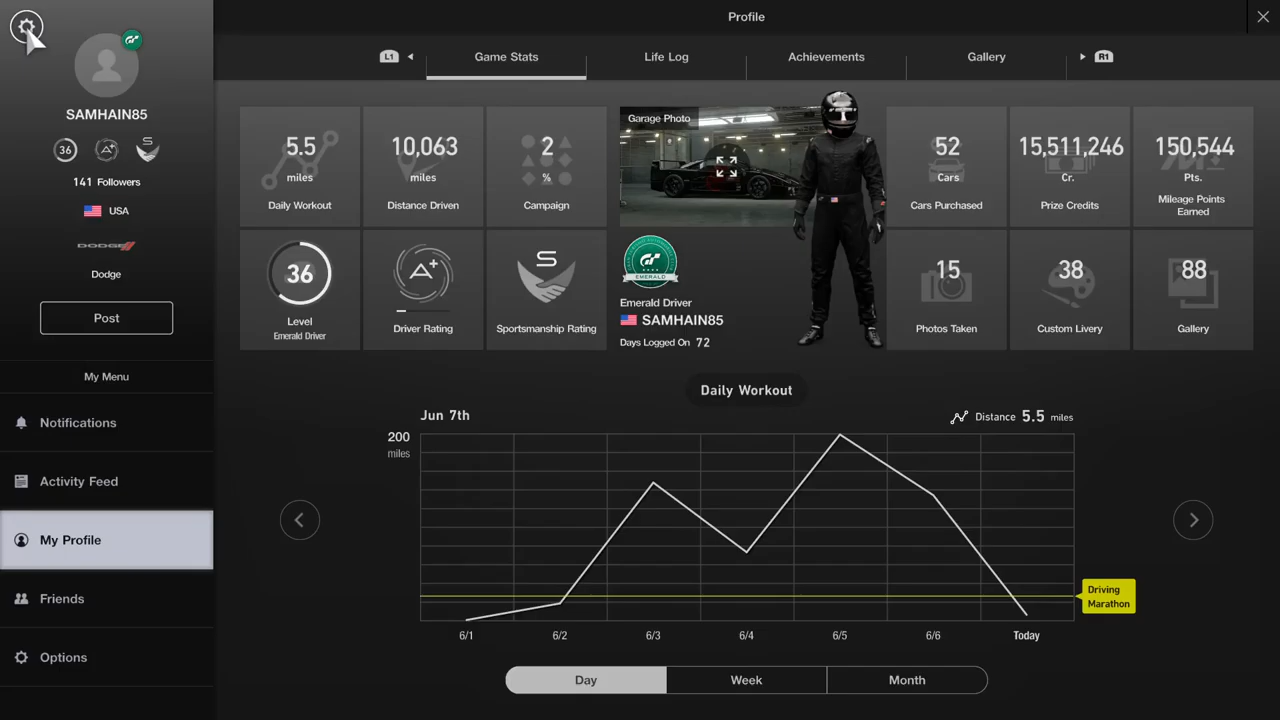 SAMHAIN85
36 A+ S
141 Followers
USA
DODGE
Dodge
Post
My Menu
Notifications
Activity Feed
My Profile
Friends
Options
Profile
L1 Game Stats Life Log Achievements Gallery R1
5.5
miles
Daily Workout
10,063
miles
Distance Driven
2
%
Campaign
36
Level
Emerald Driver
A+
Driver Rating
S
Sportsmanship Rating
Garage Photo
EMERALD
Emerald Driver
SAMHAIN85
Days Logged On 72
52
Cars
Cars Purchased
15,511,246
Cr.
Prize Credits
150,544
Pts.
Mileage Points
Earned
15
Photos Taken
38
Custom Livery
88
Gallery
Daily Workout
Jun 7th
Distance 5.5 miles
200
miles
Driving
Marathon
6/1 6/2 6/3 6/4 6/5 6/6 Today
Day Week Month